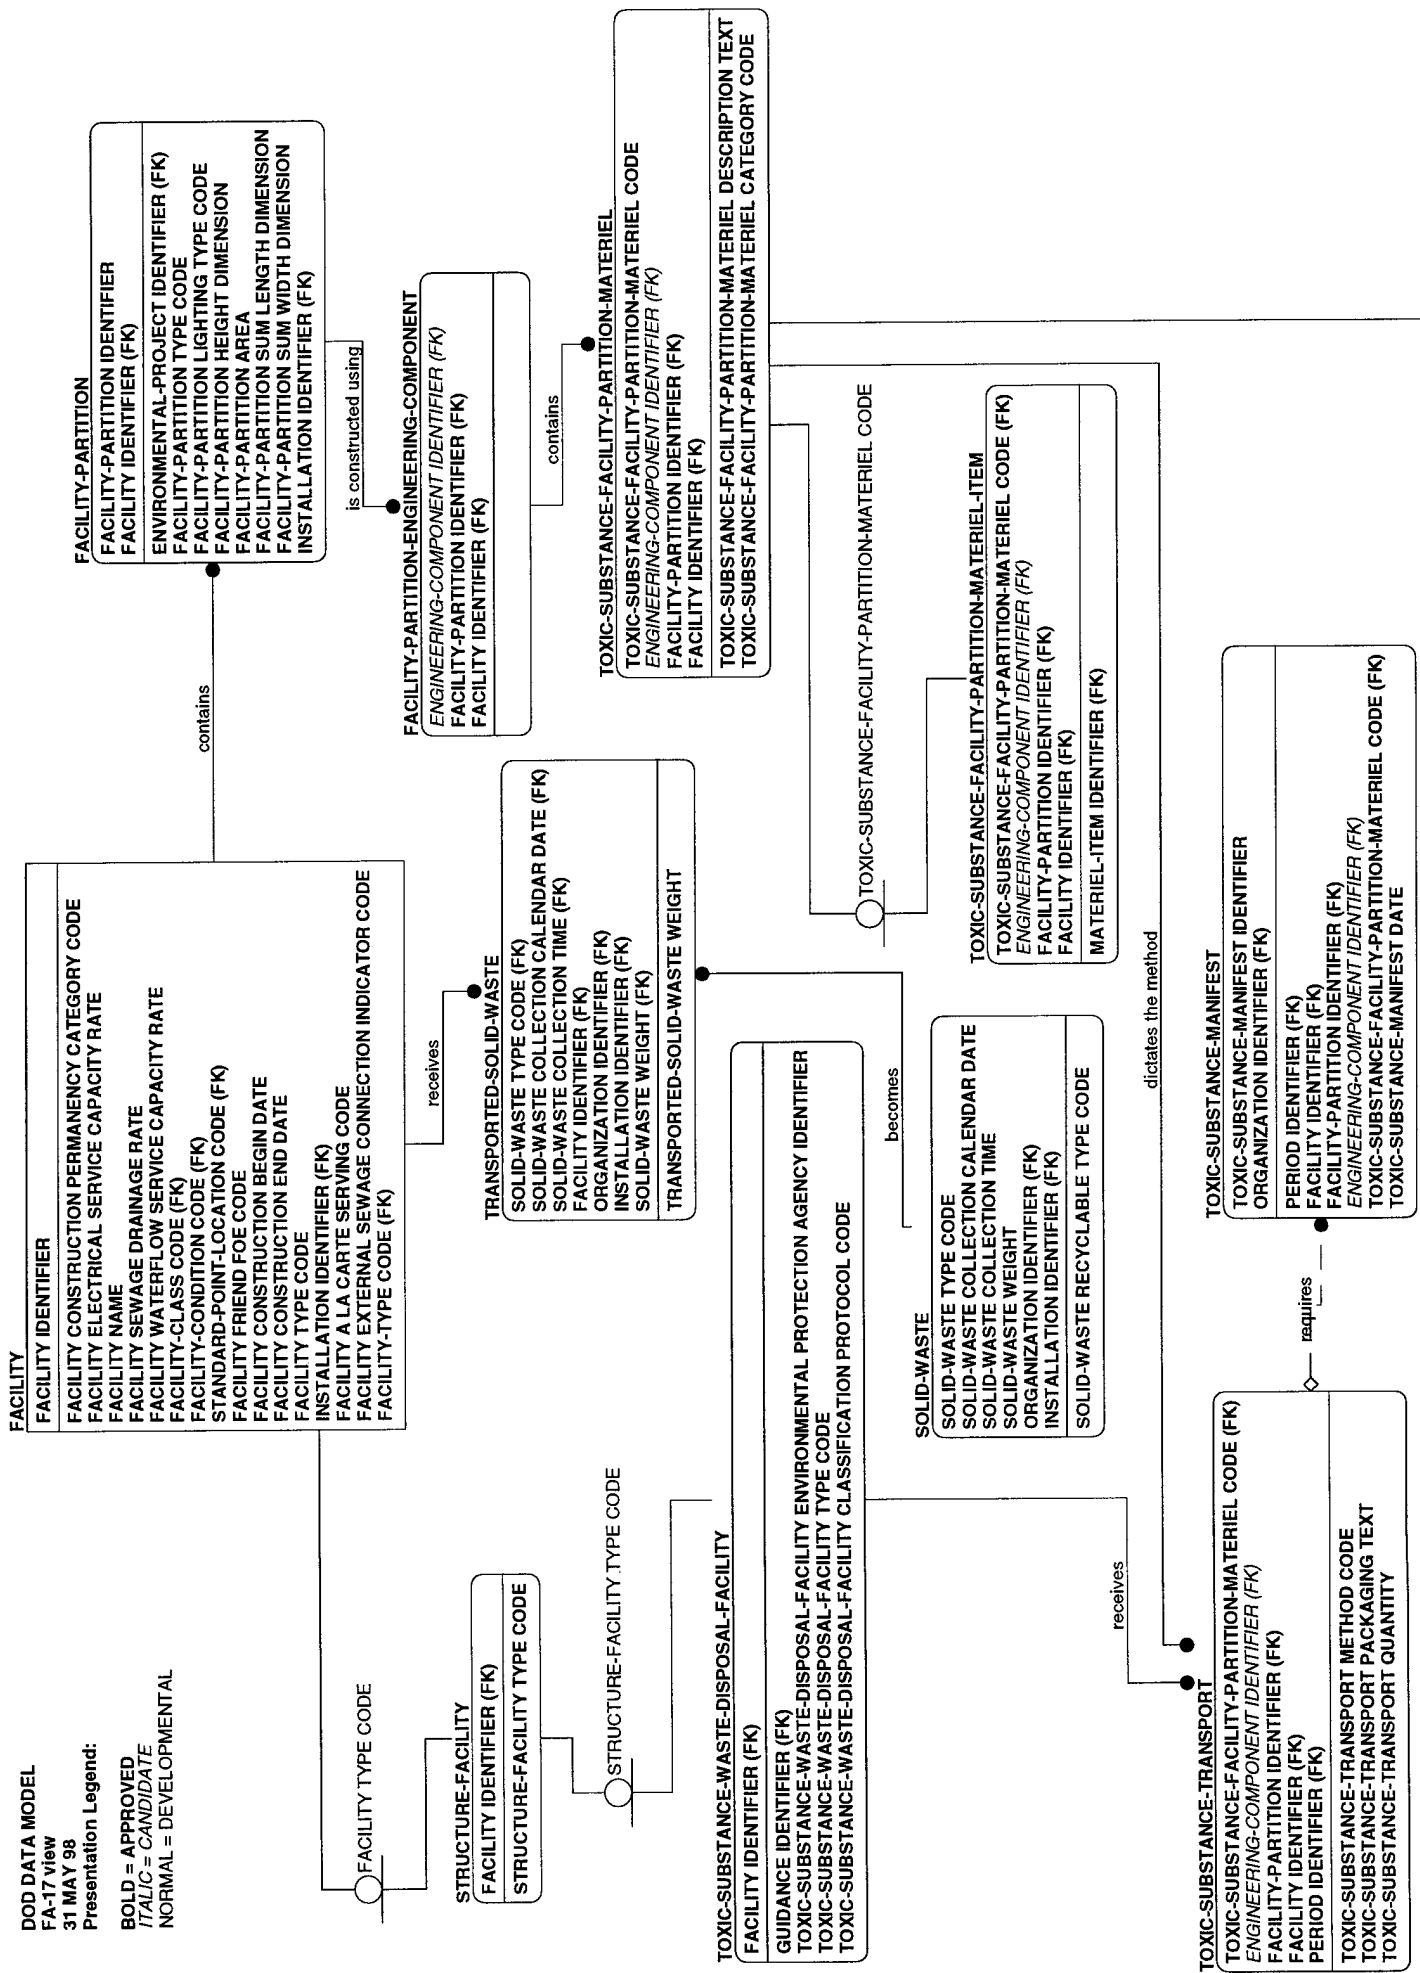 DOD DATA MODEL
FA-17 view
31 MAY 98
Presentation Legend:
BOLD = APPROVED
ITALIC = CANDIDATE
NORMAL = DEVELOPMENTAL
FACILITY
FACILITY IDENTIFIER
FACILITY CONSTRUCTION PERMANENCY CATEGORY CODE
FACILITY ELECTRICAL SERVICE CAPACITY RATE
FACILITY NAME
FACILITY SEWAGE DRAINAGE RATE
FACILITY WATERFLOW SERVICE CAPACITY RATE
FACILITY-CLASS CODE (FK)
FACILITY-CONDITION CODE (FK)
STANDARD-POINT-LOCATION CODE (FK)
FACILITY FRIEND FOE CODE
FACILITY CONSTRUCTION BEGIN DATE
FACILITY CONSTRUCTION END DATE
FACILITY TYPE CODE
INSTALLATION IDENTIFIER (FK)
FACILITY A LA CARTE SERVING CODE
FACILITY EXTERNAL SEWAGE CONNECTION INDICATOR CODE
FACILITY-TYPE CODE (FK)
contains
FACILITY-PARTITION
FACILITY-PARTITION IDENTIFIER
FACILITY IDENTIFIER (FK)
ENVIRONMENTAL-PROJECT IDENTIFIER (FK)
FACILITY-PARTITION TYPE CODE
FACILITY-PARTITION LIGHTING TYPE CODE
FACILITY-PARTITION HEIGHT DIMENSION
FACILITY-PARTITION AREA
FACILITY-PARTITION SUM LENGTH DIMENSION
FACILITY-PARTITION SUM WIDTH DIMENSION
INSTALLATION IDENTIFIER (FK)
is constructed using
FACILITY-PARTITION-ENGINEERING-COMPONENT
ENGINEERING-COMPONENT IDENTIFIER (FK)
FACILITY-PARTITION IDENTIFIER (FK)
FACILITY IDENTIFIER (FK)
contains
FACILITY TYPE CODE
receives
STRUCTURE-FACILITY
FACILITY IDENTIFIER (FK)
STRUCTURE-FACILITY TYPE CODE
TRANSPORTED-SOLID-WASTE
SOLID-WASTE TYPE CODE (FK)
SOLID-WASTE COLLECTION CALENDAR DATE (FK)
SOLID-WASTE COLLECTION TIME (FK)
FACILITY IDENTIFIER (FK)
ORGANIZATION IDENTIFIER (FK)
INSTALLATION IDENTIFIER (FK)
SOLID-WASTE WEIGHT (FK)
TRANSPORTED-SOLID-WASTE WEIGHT
TOXIC-SUBSTANCE-FACILITY-PARTITION-MATERIEL
TOXIC-SUBSTANCE-FACILITY-PARTITION-MATERIEL CODE
ENGINEERING-COMPONENT IDENTIFIER (FK)
FACILITY-PARTITION IDENTIFIER (FK)
FACILITY IDENTIFIER (FK)
TOXIC-SUBSTANCE-FACILITY-PARTITION-MATERIEL DESCRIPTION TEXT
TOXIC-SUBSTANCE-FACILITY-PARTITION-MATERIEL CATEGORY CODE
STRUCTURE-FACILITY TYPE CODE
TOXIC-SUBSTANCE-WASTE-DISPOSAL-FACILITY
FACILITY IDENTIFIER (FK)
GUIDANCE IDENTIFIER (FK)
TOXIC-SUBSTANCE-WASTE-DISPOSAL-FACILITY ENVIRONMENTAL PROTECTION AGENCY IDENTIFIER
TOXIC-SUBSTANCE-WASTE-DISPOSAL-FACILITY TYPE CODE
TOXIC-SUBSTANCE-WASTE-DISPOSAL-FACILITY CLASSIFICATION PROTOCOL CODE
becomes
TOXIC-SUBSTANCE-FACILITY-PARTITION-MATERIEL CODE
SOLID-WASTE
SOLID-WASTE TYPE CODE
SOLID-WASTE COLLECTION CALENDAR DATE
SOLID-WASTE COLLECTION TIME
SOLID-WASTE WEIGHT
ORGANIZATION IDENTIFIER (FK)
INSTALLATION IDENTIFIER (FK)
SOLID-WASTE RECYCLABLE TYPE CODE
TOXIC-SUBSTANCE-FACILITY-PARTITION-MATERIEL-ITEM
TOXIC-SUBSTANCE-FACILITY-PARTITION-MATERIEL CODE (FK)
ENGINEERING-COMPONENT IDENTIFIER (FK)
FACILITY-PARTITION IDENTIFIER (FK)
FACILITY IDENTIFIER (FK)
MATERIEL-ITEM IDENTIFIER (FK)
receives
dictates the method
TOXIC-SUBSTANCE-TRANSPORT
TOXIC-SUBSTANCE-FACILITY-PARTITION-MATERIEL CODE (FK)
ENGINEERING-COMPONENT IDENTIFIER (FK)
FACILITY-PARTITION IDENTIFIER (FK)
FACILITY IDENTIFIER (FK)
PERIOD IDENTIFIER (FK)
TOXIC-SUBSTANCE-TRANSPORT METHOD CODE
TOXIC-SUBSTANCE-TRANSPORT PACKAGING TEXT
TOXIC-SUBSTANCE-TRANSPORT QUANTITY
requires
TOXIC-SUBSTANCE-MANIFEST
TOXIC-SUBSTANCE-MANIFEST IDENTIFIER
ORGANIZATION IDENTIFIER (FK)
PERIOD IDENTIFIER (FK)
FACILITY IDENTIFIER (FK)
FACILITY-PARTITION IDENTIFIER (FK)
ENGINEERING-COMPONENT IDENTIFIER (FK)
TOXIC-SUBSTANCE-FACILITY-PARTITION-MATERIEL CODE (FK)
TOXIC-SUBSTANCE-MANIFEST DATE